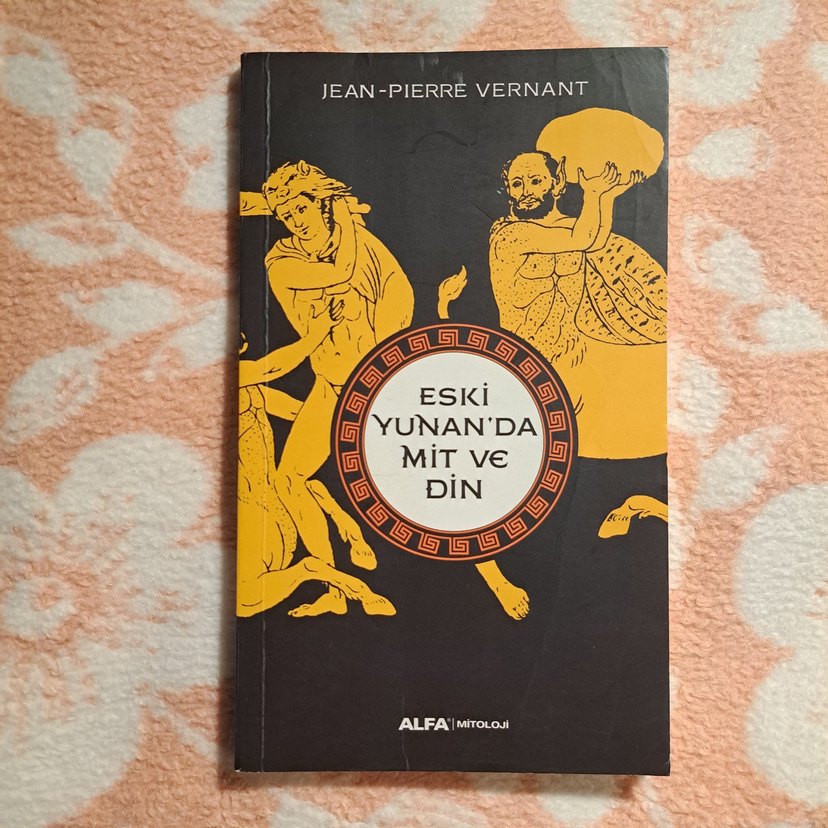 JEAN-PIERRE VERNANT
ESKİ
YUNAN'DA
MİT VE
DİN
ALFA® | MİTOLOJİ